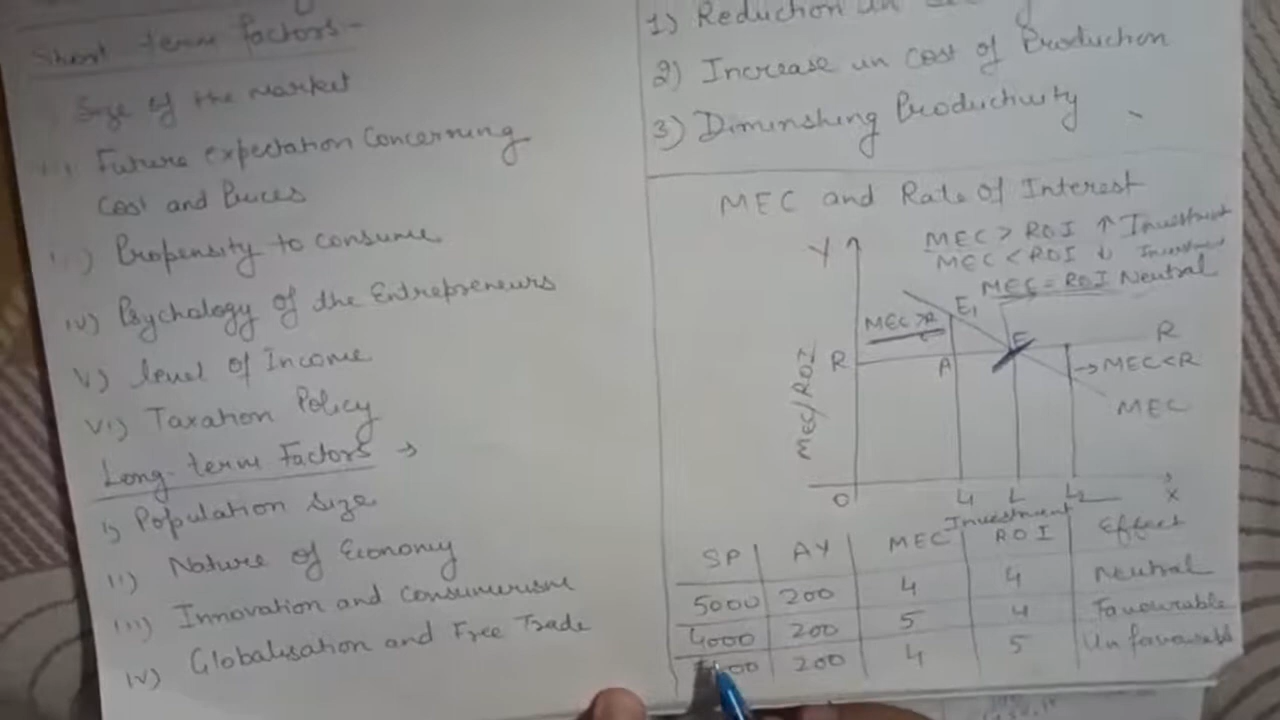 Short term factors:-
Size of the Market
Future expectation Concerning
Cost and Prices
Propensity to consume
iv) Psychology of the Entrepreneurs
v) level of Income
vi) Taxation Policy
Long-term Factors →
i) Population Size
ii) Nature of Economy
iii) Innovation and Consumerism
iv) Globalisation and Free Trade
1) Reduction in
2) Increase in Cost of Production
3) Diminshing Productivity
MEC and Rate of Interest
MEC > ROI ↑ Investment
MEC < ROI ↓ Investment
MEC = ROI Neutral
Y
E1
MEC>R
E
R
R
A
→MEC<R
MEC
MEC/ROI
O
L
L2
X
Investment
SP AY MEC ROI Effect
5000 200 4 4 Neutral
4000 200 5 4 Favourable
200 4 5 Unfavourable